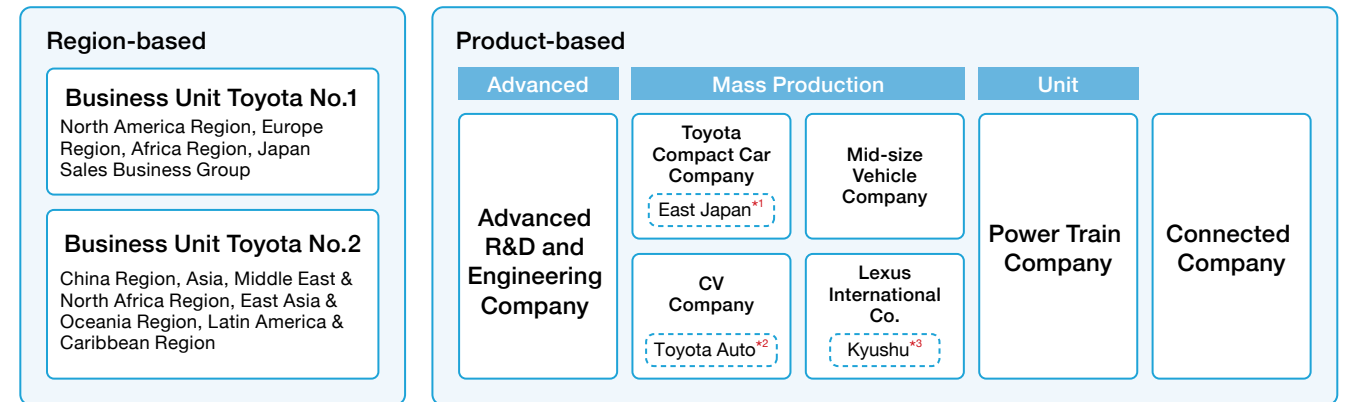 Region-based
Business Unit Toyota No.1
North America Region, Europe
Region, Africa Region, Japan
Sales Business Group
Business Unit Toyota No.2
China Region, Asia, Middle East &
North Africa Region, East Asia &
Oceania Region, Latin America &
Caribbean Region
Product-based
Advanced
Mass Production
Unit
Advanced
R&D and
Engineering
Company
Toyota
Compact Car
Company
East Japan*1
Mid-size
Vehicle
Company
CV
Company
Toyota Auto*2
Lexus
International
Co.
Kyushu*3
Power Train
Company
Connected
Company